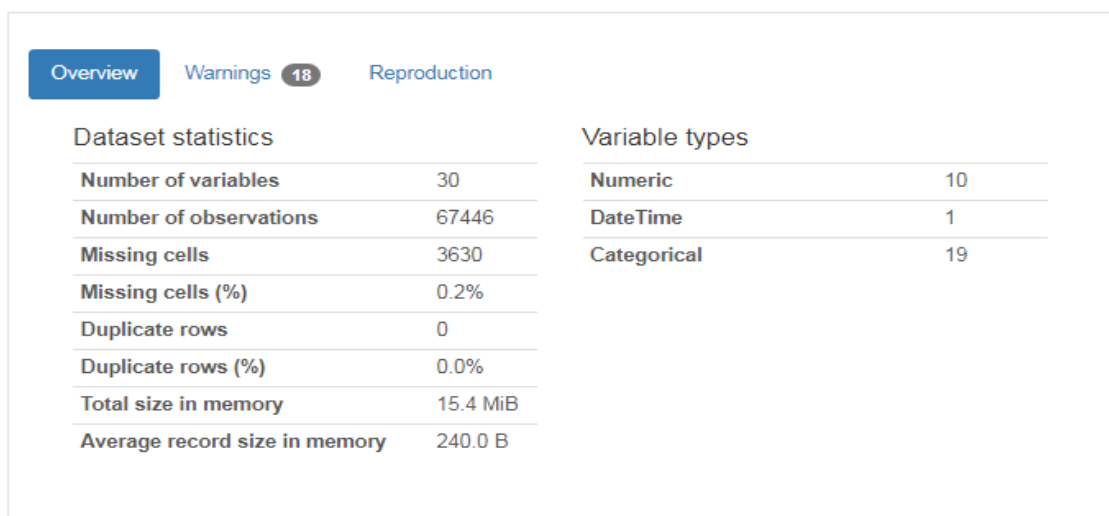 Overview Warnings 18 Reproduction
Dataset statistics
Number of variables 30
Number of observations 67446
Missing cells 3630
Missing cells (%) 0.2%
Duplicate rows 0
Duplicate rows (%) 0.0%
Total size in memory 15.4 MiB
Average record size in memory 240.0 B
Variable types
Numeric 10
DateTime 1
Categorical 19